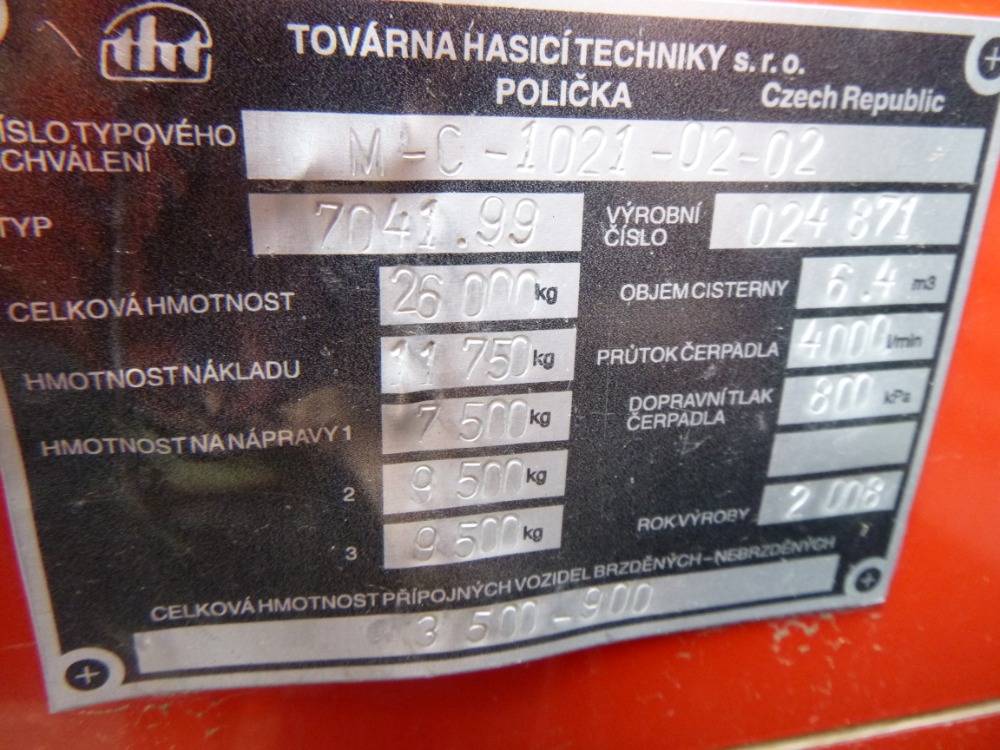 tht
TOVÁRNA HASICÍ TECHNIKY s. r. o.
POLIČKA Czech Republic
ÍSLO TYPOVÉHO
CHVÁLENÍ
M-C-1021-02-02
TYP 7041.99
VÝROBNÍ
ČÍSLO
024 871
CELKOVÁ HMOTNOST 26 000 kg
OBJEM CISTERNY 6.4 m3
HMOTNOST NÁKLADU 11 750 kg
PRŮTOK ČERPADLA 4000 l/min
HMOTNOST NA NÁPRAVY 1 7 500 kg
DOPRAVNÍ TLAK
ČERPADLA
800 kPa
2 9 500 kg
3 9 500 kg
ROK VÝROBY 2 008
CELKOVÁ HMOTNOST PŘÍPOJNÝCH VOZIDEL BRZDĚNÝCH – NEBRZDĚNÝCH
3 500-900